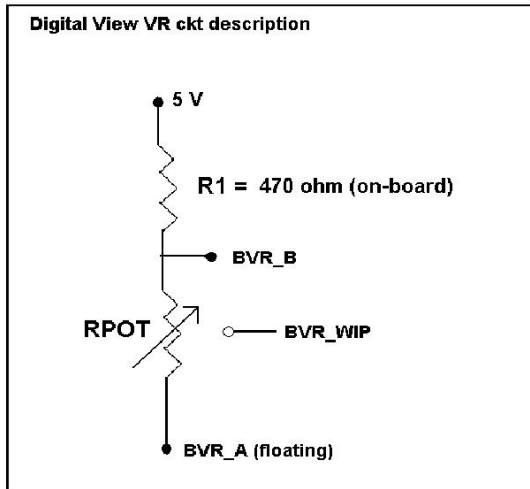 Digital View VR ckt description
5 V
R1 = 470 ohm (on-board)
BVR_B
RPOT
BVR_WIP
BVR_A (floating)